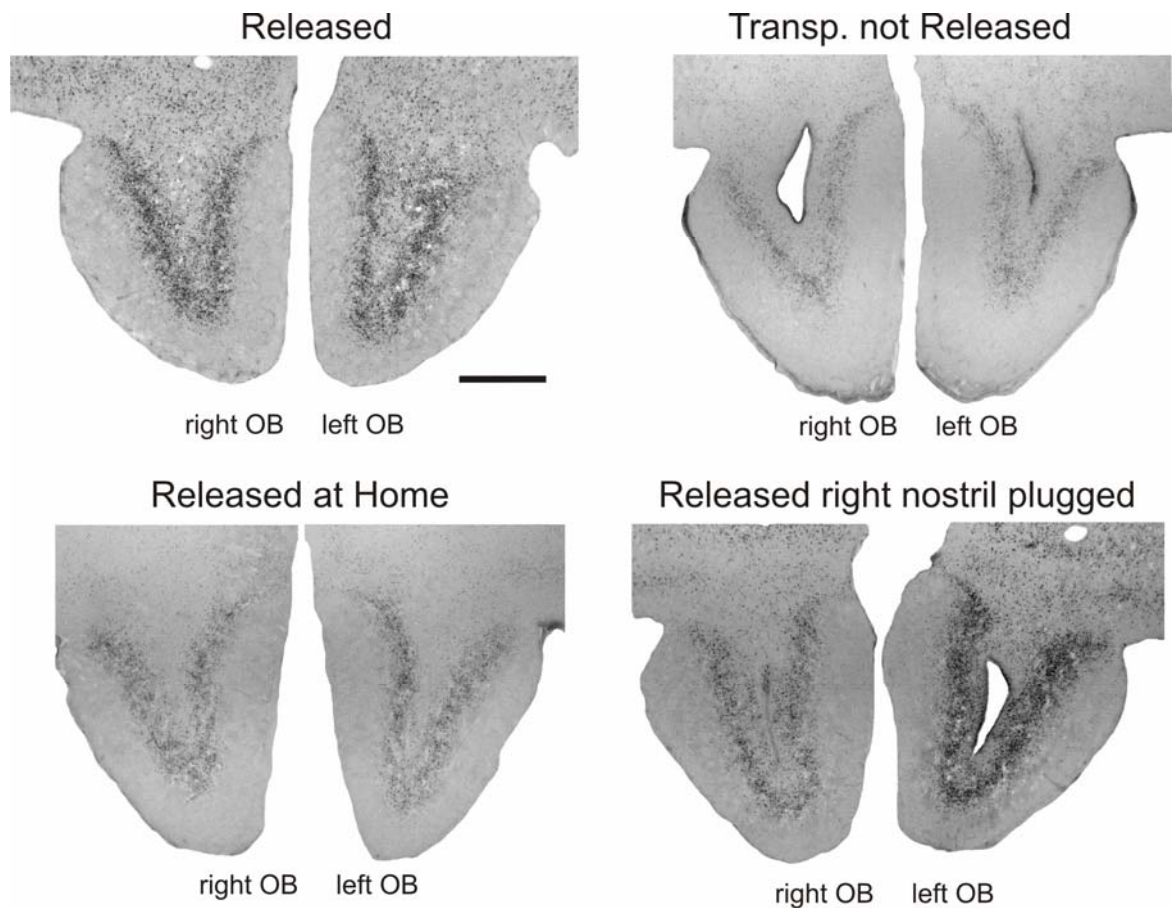 Released
Transp. not Released
right OB left OB
right OB left OB
Released at Home
Released right nostril plugged
right OB left OB
right OB left OB